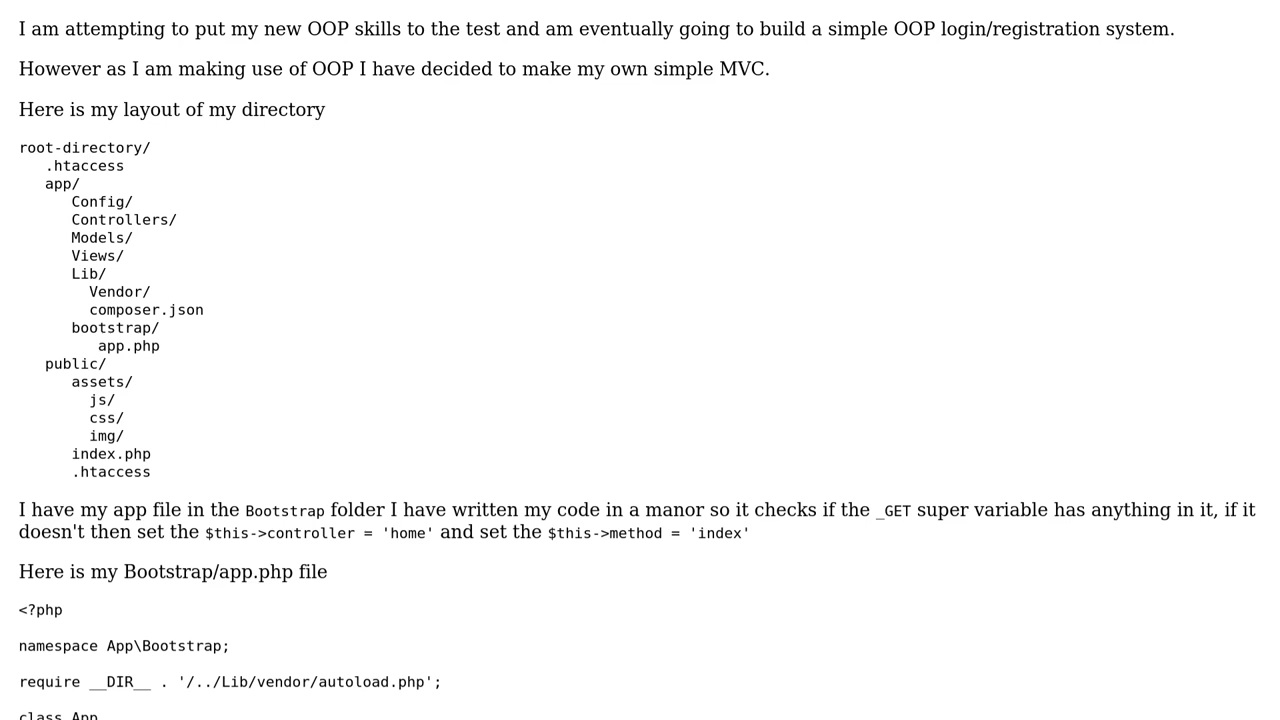 I am attempting to put my new OOP skills to the test and am eventually going to build a simple OOP login/registration system.
However as I am making use of OOP I have decided to make my own simple MVC.
Here is my layout of my directory
root-directory/
   .htaccess
   app/
      Config/
      Controllers/
      Models/
      Views/
      Lib/
        Vendor/
        composer.json
      bootstrap/
         app.php
   public/
      assets/
        js/
        css/
        img/
      index.php
      .htaccess
I have my app file in the Bootstrap folder I have written my code in a manor so it checks if the _GET super variable has anything in it, if it
doesn't then set the $this->controller = 'home' and set the $this->method = 'index'
Here is my Bootstrap/app.php file
<?php
namespace App\Bootstrap;
require __DIR__ . '/../Lib/vendor/autoload.php';
class App